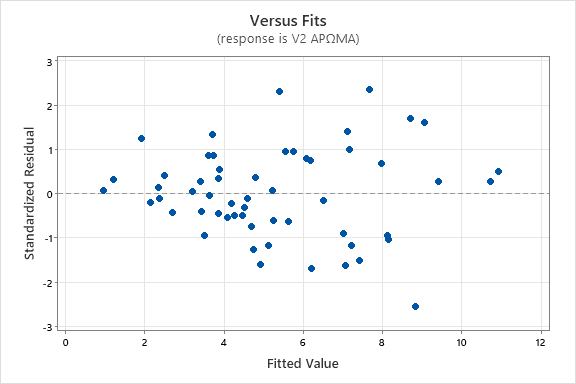 Versus Fits
(response is V2 ΑΡΩΜΑ)
3
2
1
0
-1
-2
-3
Standardized Residual
0 2 4 6 8 10 12
Fitted Value